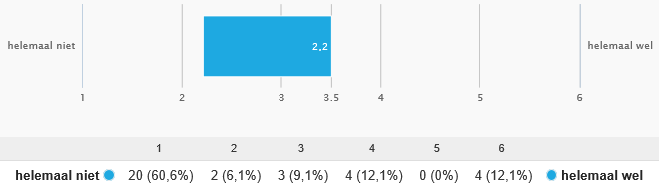 2,2
helemaal niet helemaal wel
1 2 3 3.5 4 5 6
1 2 3 4 5 6
helemaal niet 20 (60,6%) 2 (6,1%) 3 (9,1%) 4 (12,1%) 0 (0%) 4 (12,1%) helemaal wel